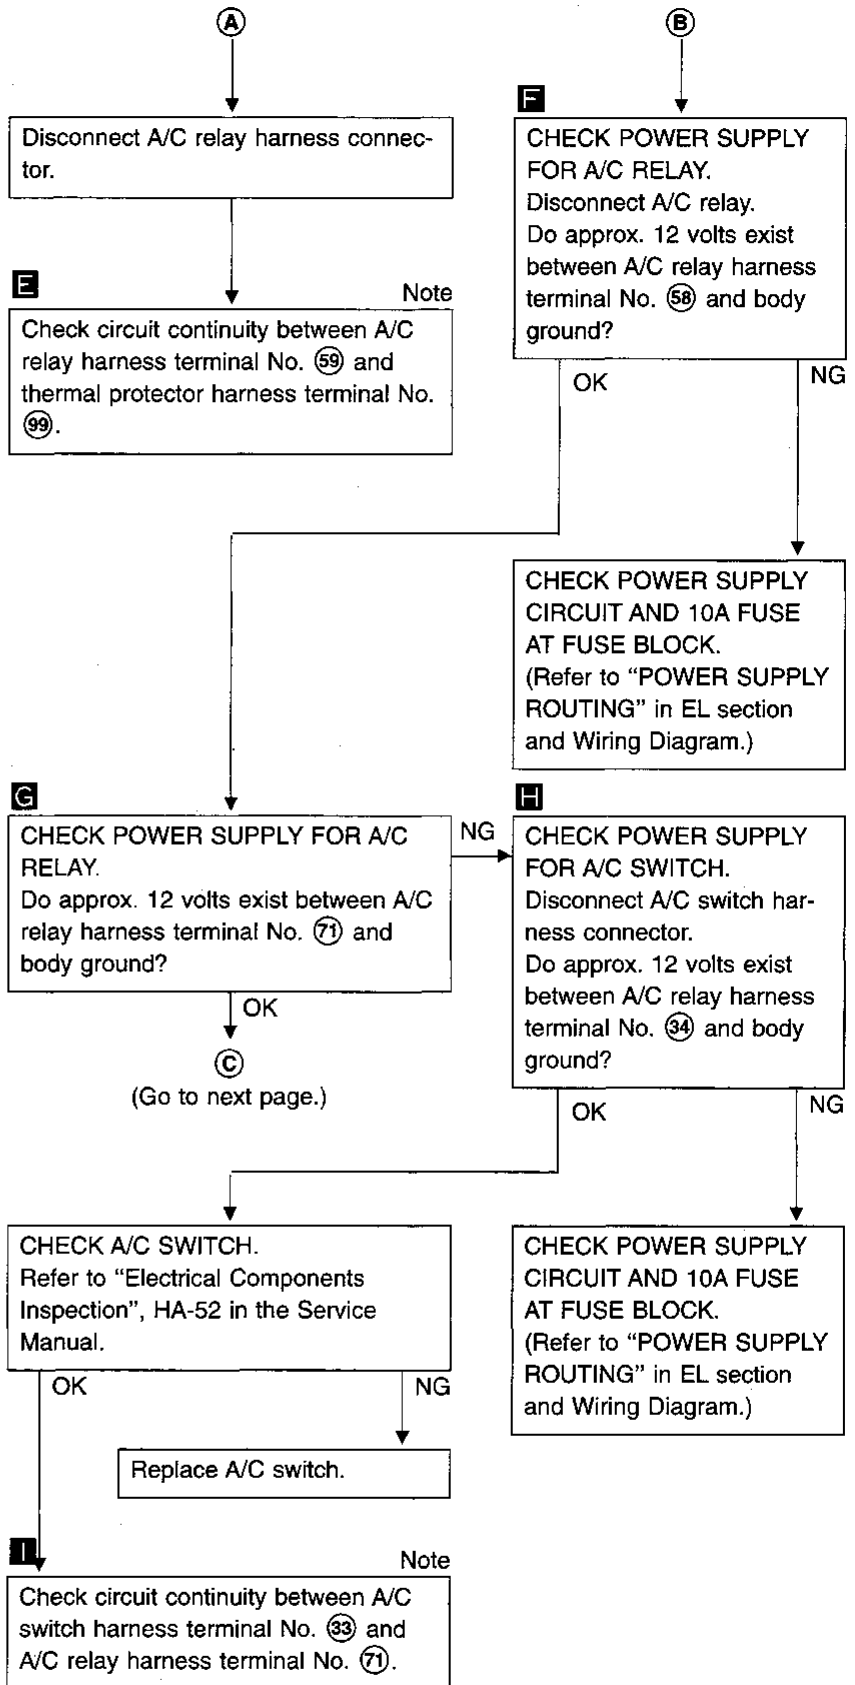 A
Disconnect A/C relay harness connec-
tor.
E
Note
Check circuit continuity between A/C
relay harness terminal No. 59 and
thermal protector harness terminal No.
99.
B
F
CHECK POWER SUPPLY
FOR A/C RELAY.
Disconnect A/C relay.
Do approx. 12 volts exist
between A/C relay harness
terminal No. 58 and body
ground?
OK
NG
CHECK POWER SUPPLY
CIRCUIT AND 10A FUSE
AT FUSE BLOCK.
(Refer to “POWER SUPPLY
ROUTING” in EL section
and Wiring Diagram.)
G
CHECK POWER SUPPLY FOR A/C
RELAY.
Do approx. 12 volts exist between A/C
relay harness terminal No. 71 and
body ground?
NG
OK
C
(Go to next page.)
H
CHECK POWER SUPPLY
FOR A/C SWITCH.
Disconnect A/C switch har-
ness connector.
Do approx. 12 volts exist
between A/C relay harness
terminal No. 34 and body
ground?
OK
NG
CHECK A/C SWITCH.
Refer to “Electrical Components
Inspection”, HA-52 in the Service
Manual.
OK
NG
Replace A/C switch.
CHECK POWER SUPPLY
CIRCUIT AND 10A FUSE
AT FUSE BLOCK.
(Refer to “POWER SUPPLY
ROUTING” in EL section
and Wiring Diagram.)
I
Note
Check circuit continuity between A/C
switch harness terminal No. 33 and
A/C relay harness terminal No. 71.